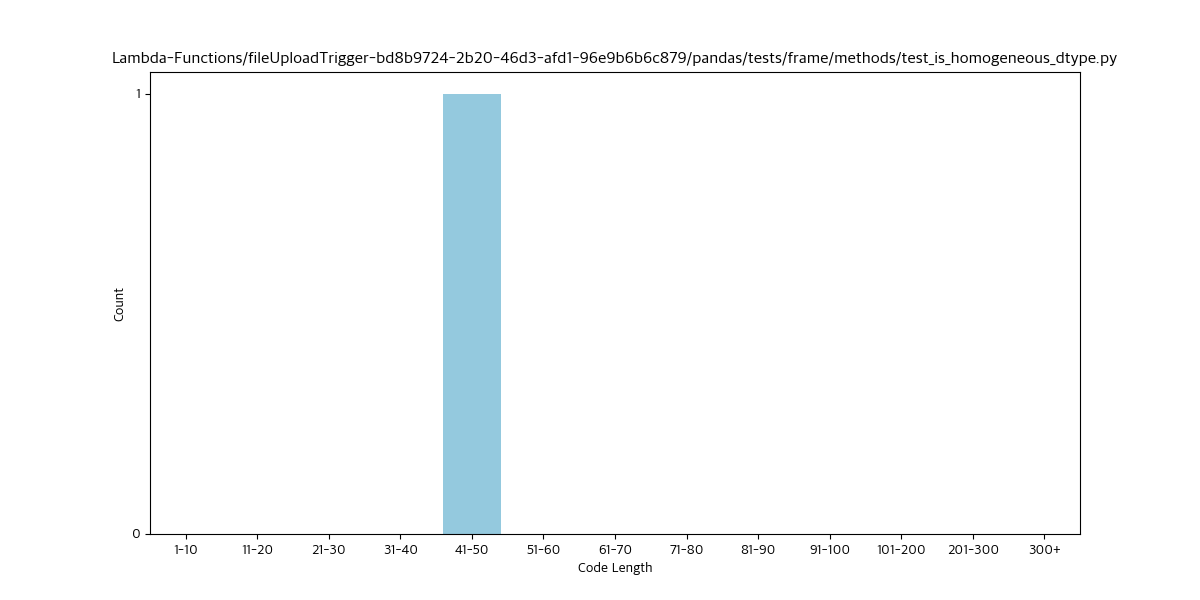 Lambda-Functions/fileUploadTrigger-bd8b9724-2b20-46d3-afd1-96e9b6b6c879/pandas/tests/frame/methods/test_is_homogeneous_dtype.py
1
Count
0
1-10 11-20 21-30 31-40 41-50 51-60 61-70 71-80 81-90 91-100 101-200 201-300 300+
Code Length